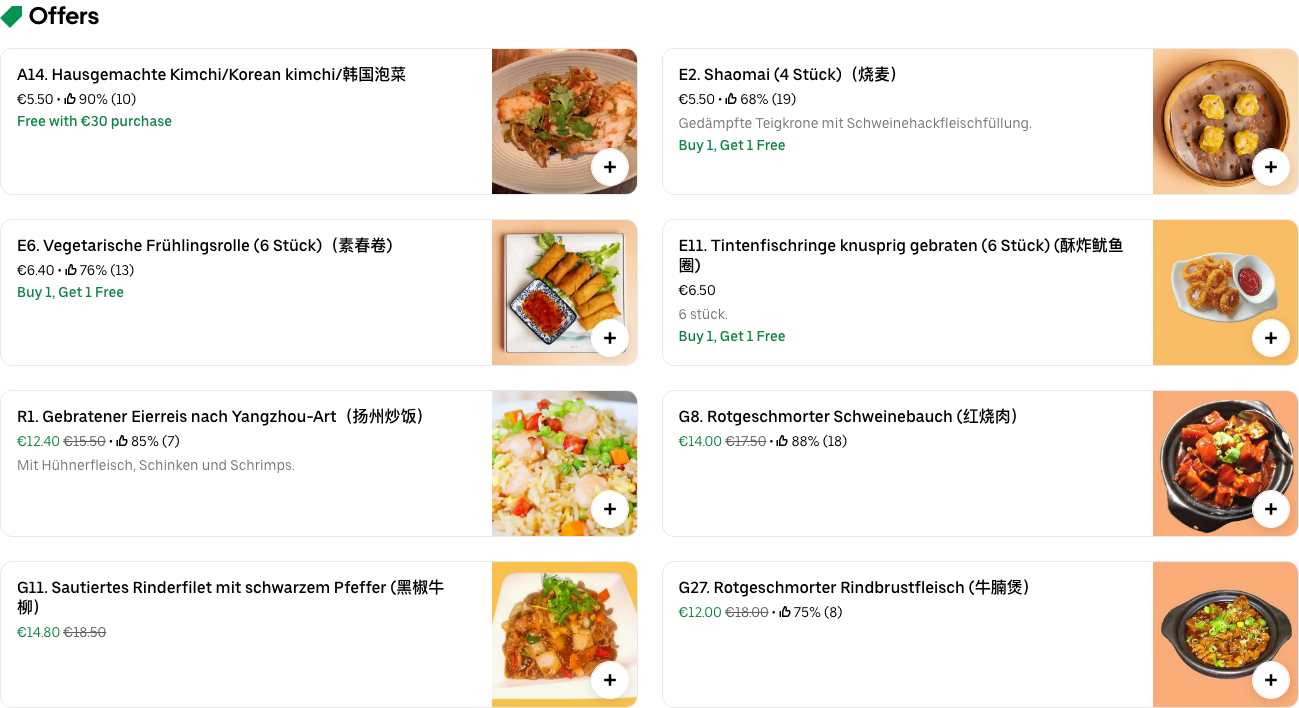 Offers
A14. Hausgemachte Kimchi/Korean kimchi/韩国泡菜
€5.50 • 90% (10)
Free with €30 purchase
E2. Shaomai (4 Stück)（烧麦）
€5.50 • 68% (19)
Gedämpfte Teigkrone mit Schweinehackfleischfüllung.
Buy 1, Get 1 Free
E6. Vegetarische Frühlingsrolle (6 Stück)（素春卷）
€6.40 • 76% (13)
Buy 1, Get 1 Free
E11. Tintenfischringe knusprig gebraten (6 Stück) (酥炸鱿鱼
圈)
€6.50
6 stück.
Buy 1, Get 1 Free
R1. Gebratener Eierreis nach Yangzhou-Art（扬州炒饭）
€12.40 €15.50 • 85% (7)
Mit Hühnerfleisch, Schinken und Schrimps.
G8. Rotgeschmorter Schweinebauch (红烧肉)
€14.00 €17.50 • 88% (18)
G11. Sautiertes Rinderfilet mit schwarzem Pfeffer (黑椒牛
柳)
€14.80 €18.50
G27. Rotgeschmorter Rindbrustfleisch (牛腩煲)
€12.00 €18.00 • 75% (8)